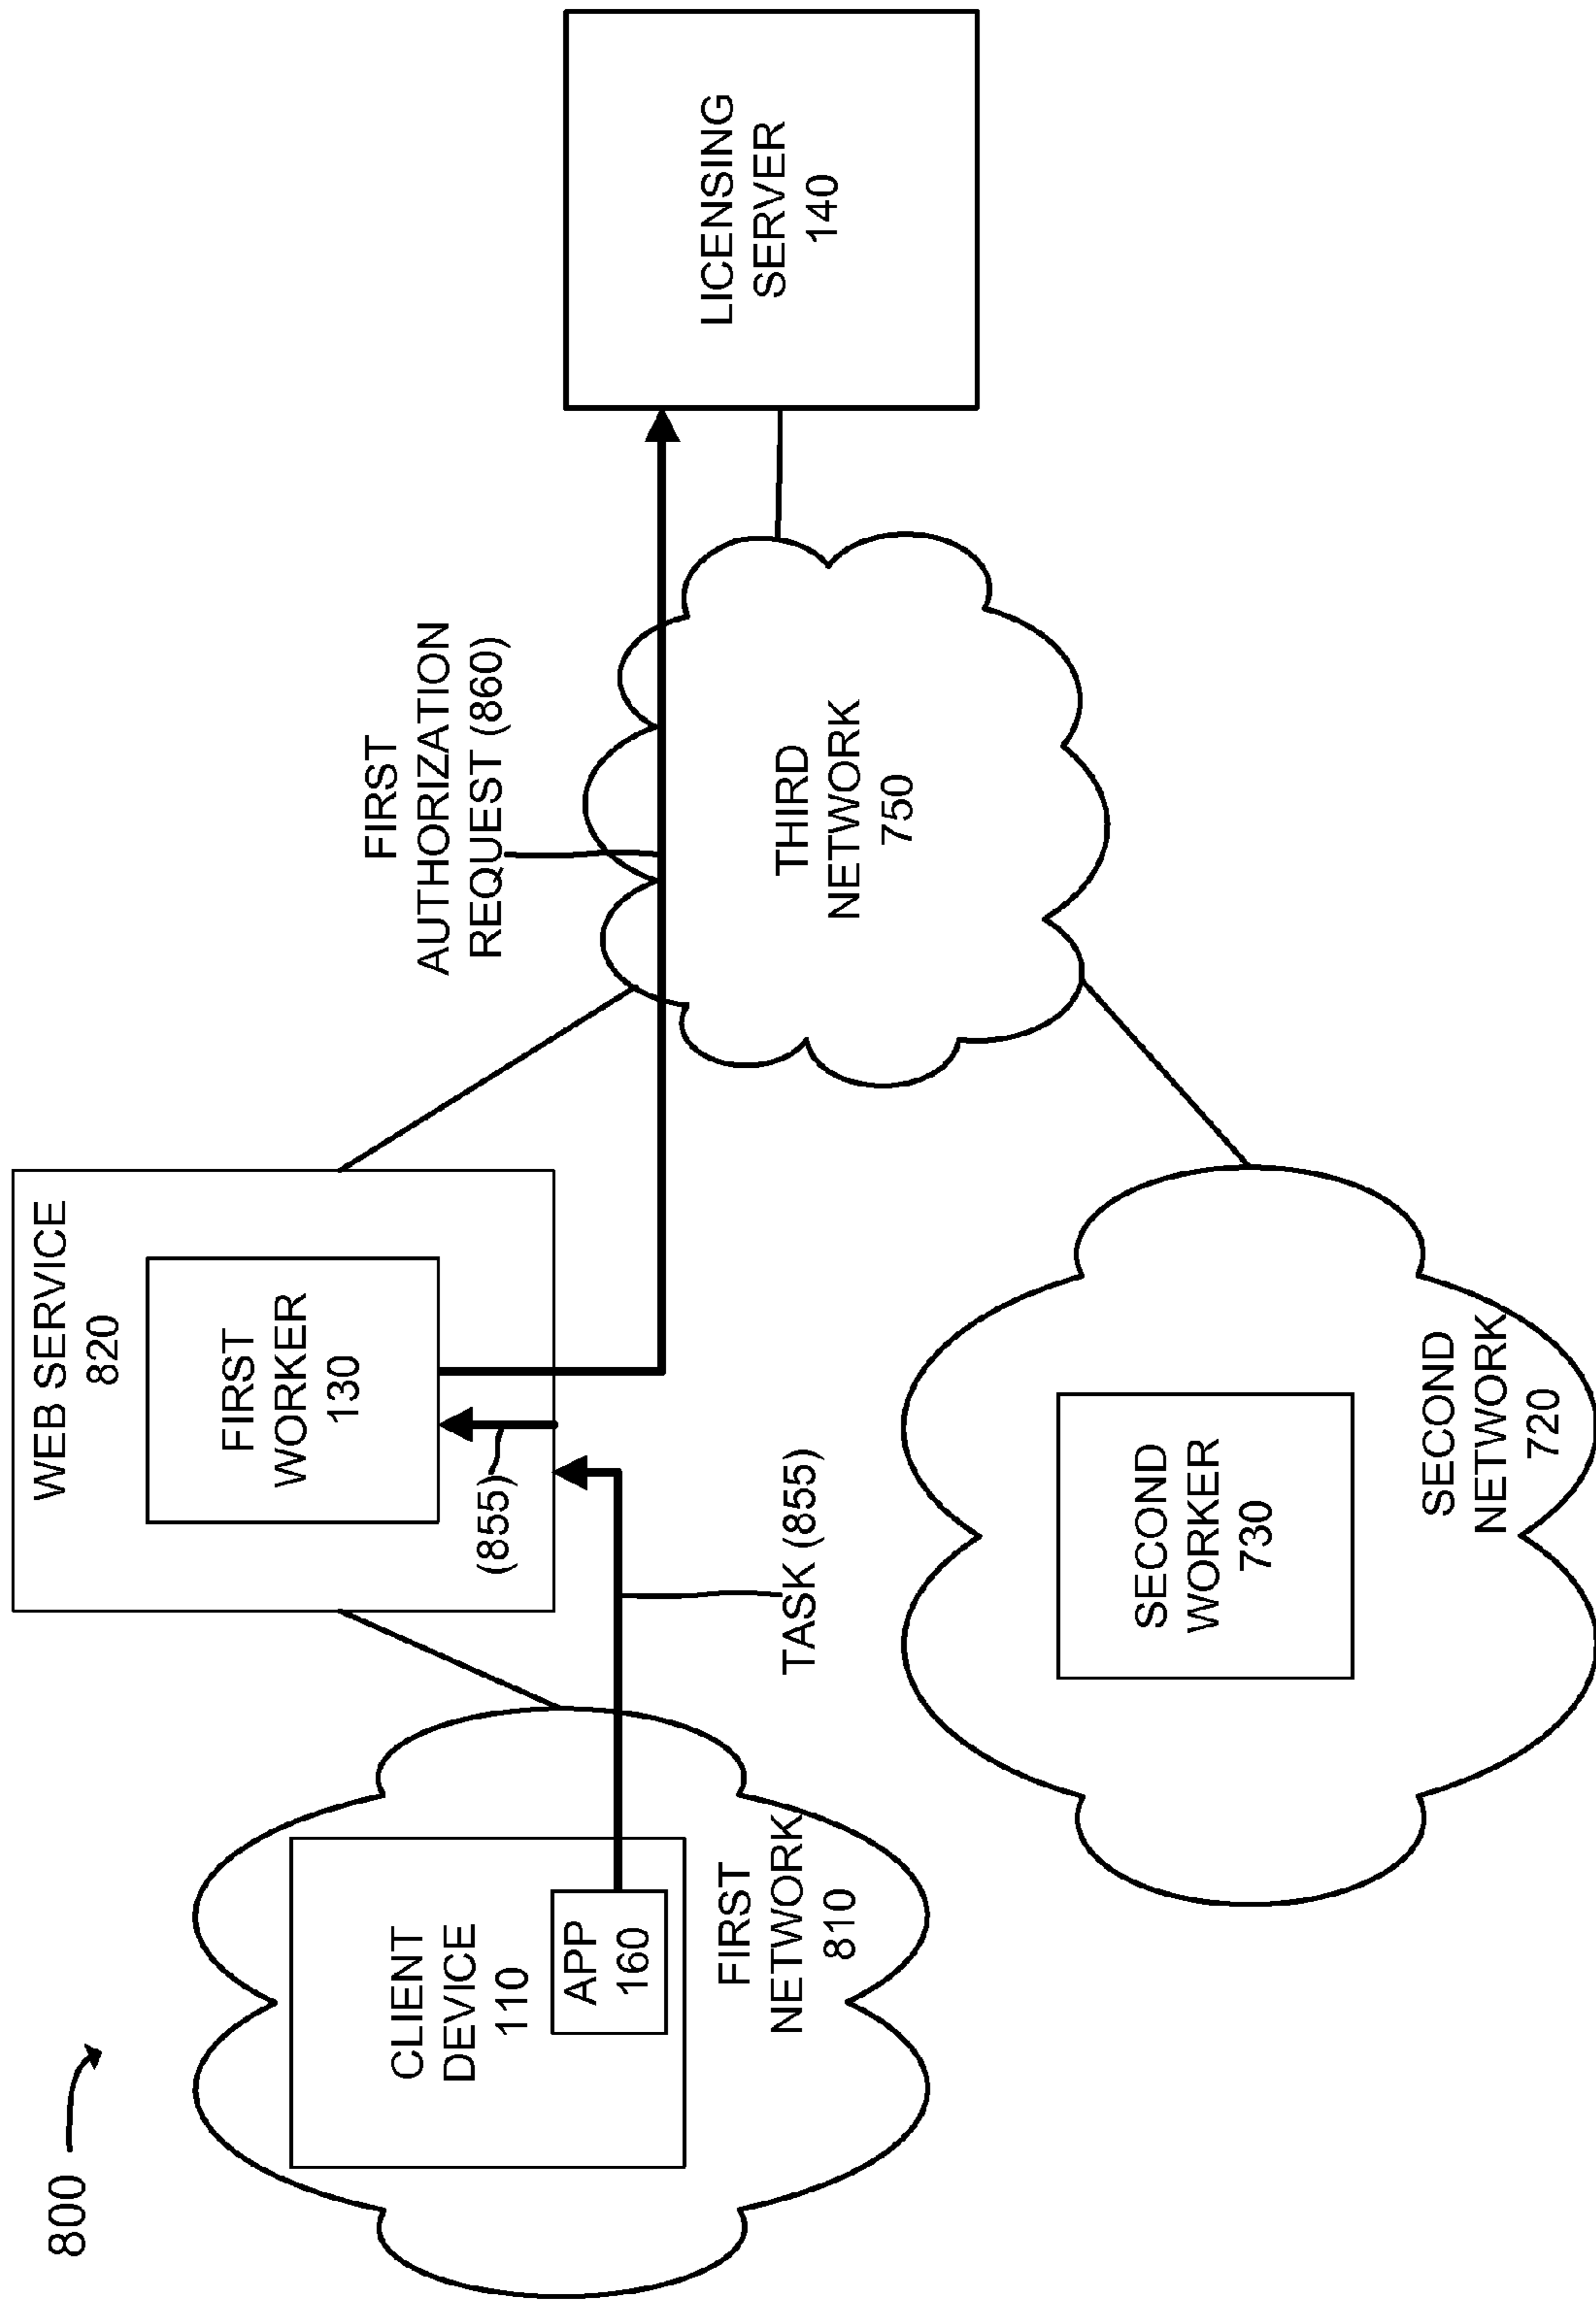 800
CLIENT
DEVICE
110
APP
160
FIRST
NETWORK
810
WEB SERVICE
820
FIRST
WORKER
130
(855)
TASK (855)
FIRST
AUTHORIZATION
REQUEST (860)
THIRD
NETWORK
750
LICENSING
SERVER
140
SECOND
WORKER
730
SECOND
NETWORK
720